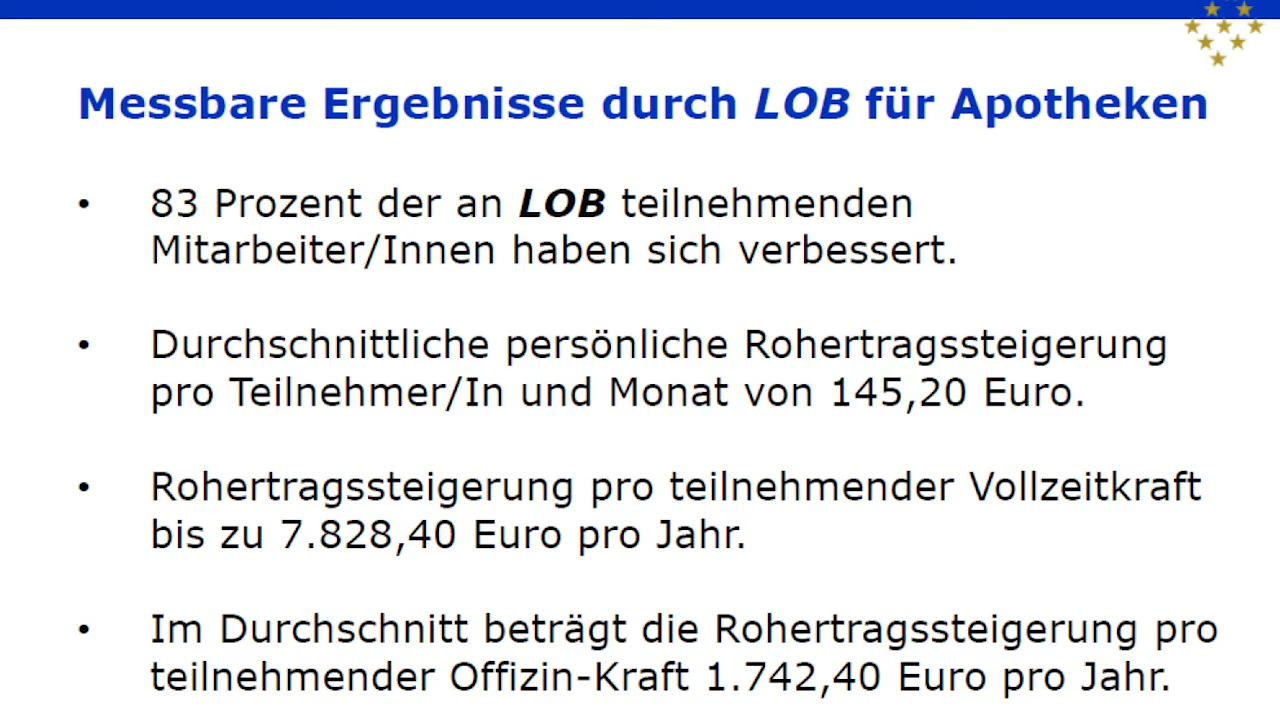 Messbare Ergebnisse durch LOB für Apotheken
• 83 Prozent der an LOB teilnehmenden
Mitarbeiter/Innen haben sich verbessert.
• Durchschnittliche persönliche Rohertragssteigerung
pro Teilnehmer/In und Monat von 145,20 Euro.
• Rohertragssteigerung pro teilnehmender Vollzeitkraft
bis zu 7.828,40 Euro pro Jahr.
• Im Durchschnitt beträgt die Rohertragssteigerung pro
teilnehmender Offizin-Kraft 1.742,40 Euro pro Jahr.